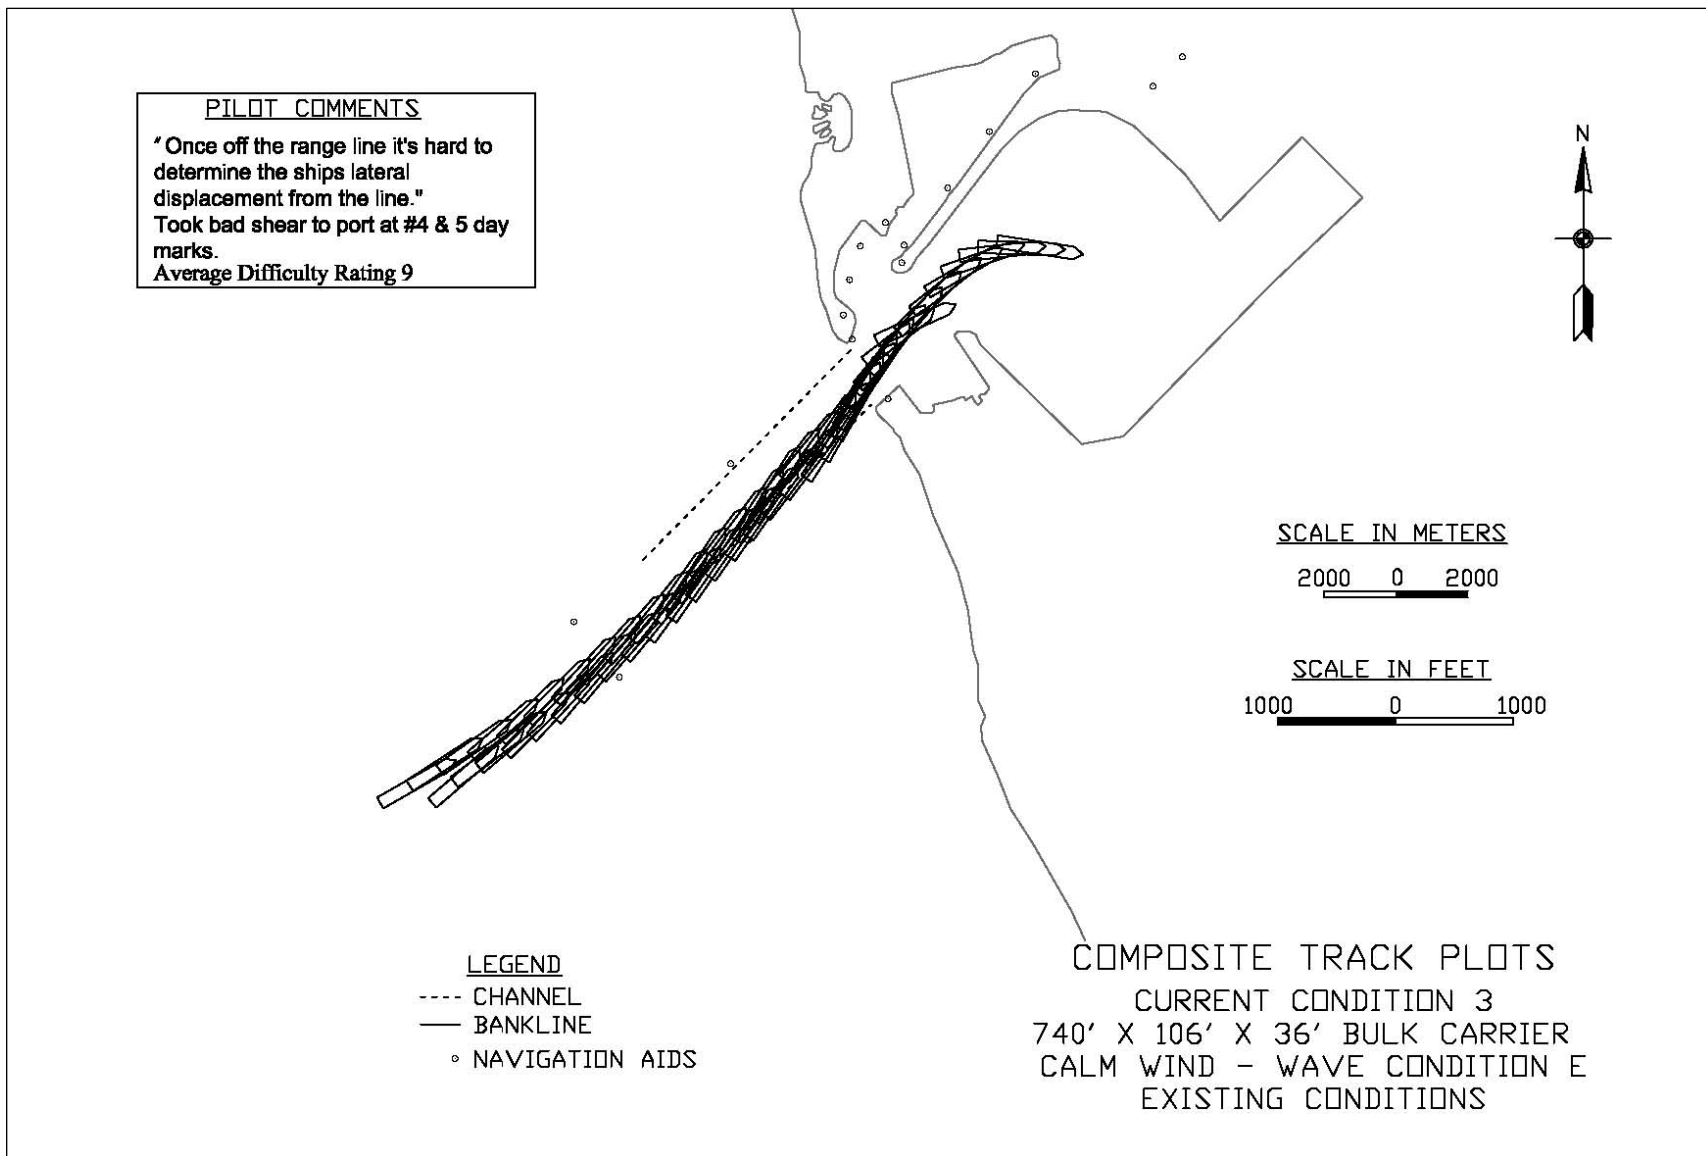 PILOT COMMENTS
"Once off the range line it's hard to
determine the ships lateral
displacement from the line."
Took bad shear to port at #4 & 5 day
marks.
Average Difficulty Rating 9
N
SCALE IN METERS
2000 0 2000
SCALE IN FEET
1000 0 1000
LEGEND
CHANNEL
BANKLINE
NAVIGATION AIDS
COMPOSITE TRACK PLOTS
CURRENT CONDITION 3
740' X 106' X 36' BULK CARRIER
CALM WIND - WAVE CONDITION E
EXISTING CONDITIONS